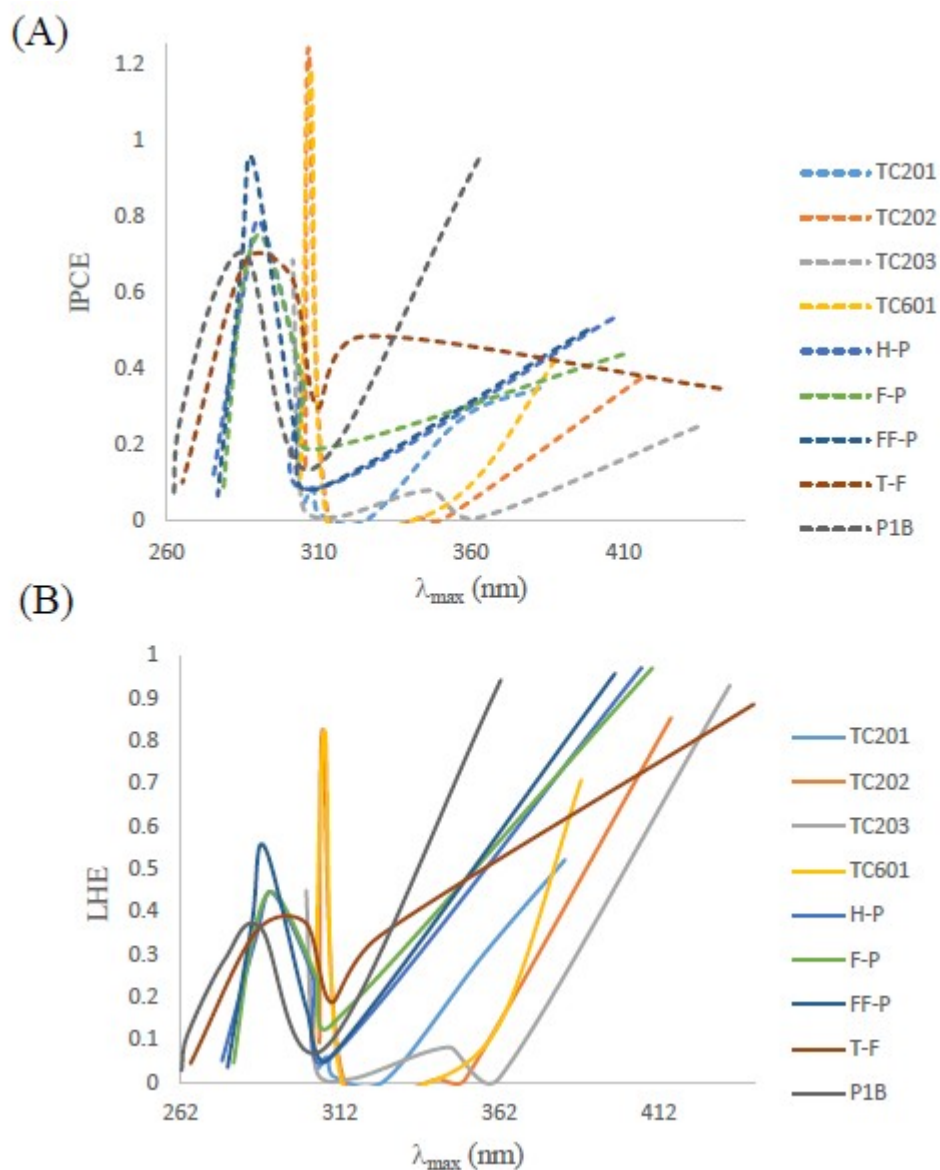 (A)
1.2
1
0.8
0.6
0.4
0.2
0
IPCE
260
310
360
410
λmax (nm)
TC201
TC202
TC203
TC601
H-P
F-P
FF-P
T-F
P1B
(B)
1
0.9
0.8
0.7
0.6
0.5
0.4
0.3
0.2
0.1
0
LHE
262
312
362
412
λmax (nm)
TC201
TC202
TC203
TC601
H-P
F-P
FF-P
T-F
P1B